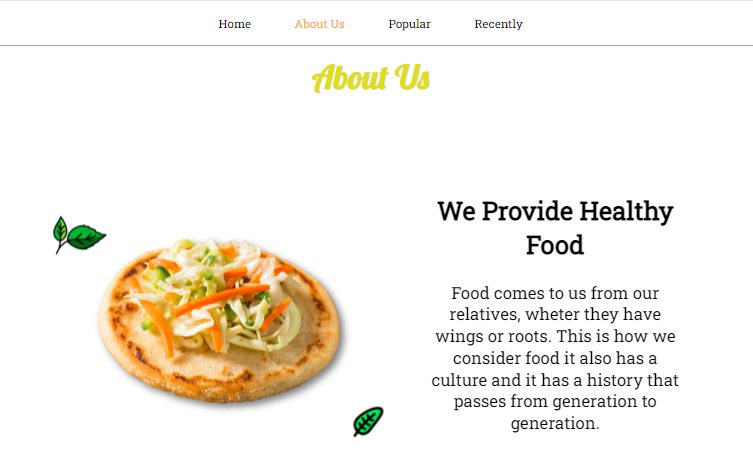 Home About Us Popular Recently
About Us
We Provide Healthy
Food
Food comes to us from our
relatives, wheter they have
wings or roots. This is how we
consider food it also has a
culture and it has a history that
passes from generation to
generation.